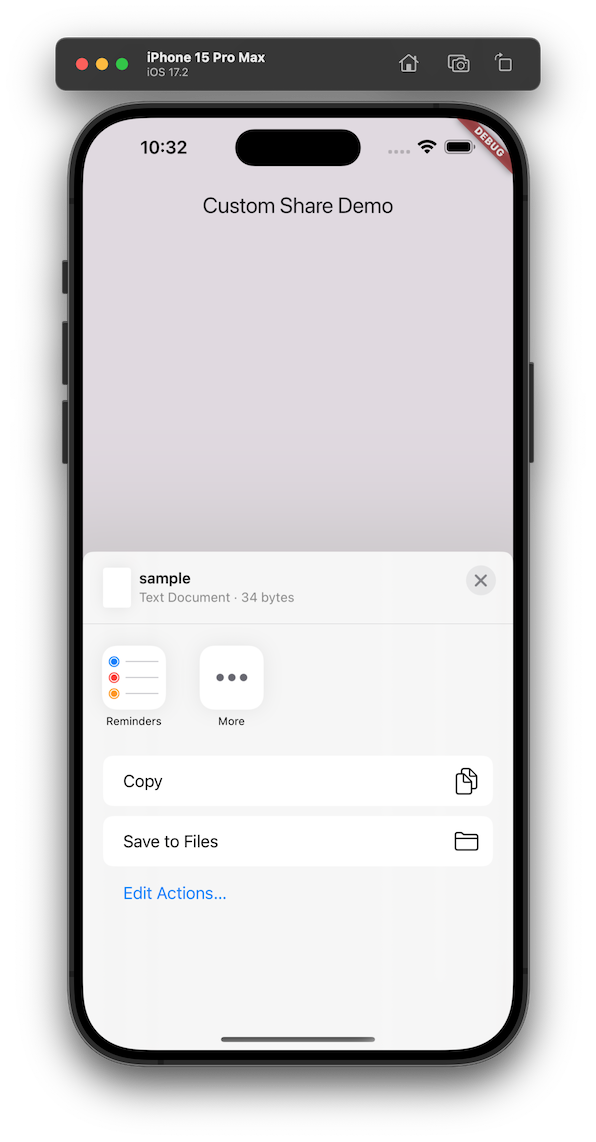 iPhone 15 Pro Max
iOS 17.2
10:32
DEBUG
Custom Share Demo
sample
Text Document · 34 bytes
Reminders
More
Copy
Save to Files
Edit Actions...